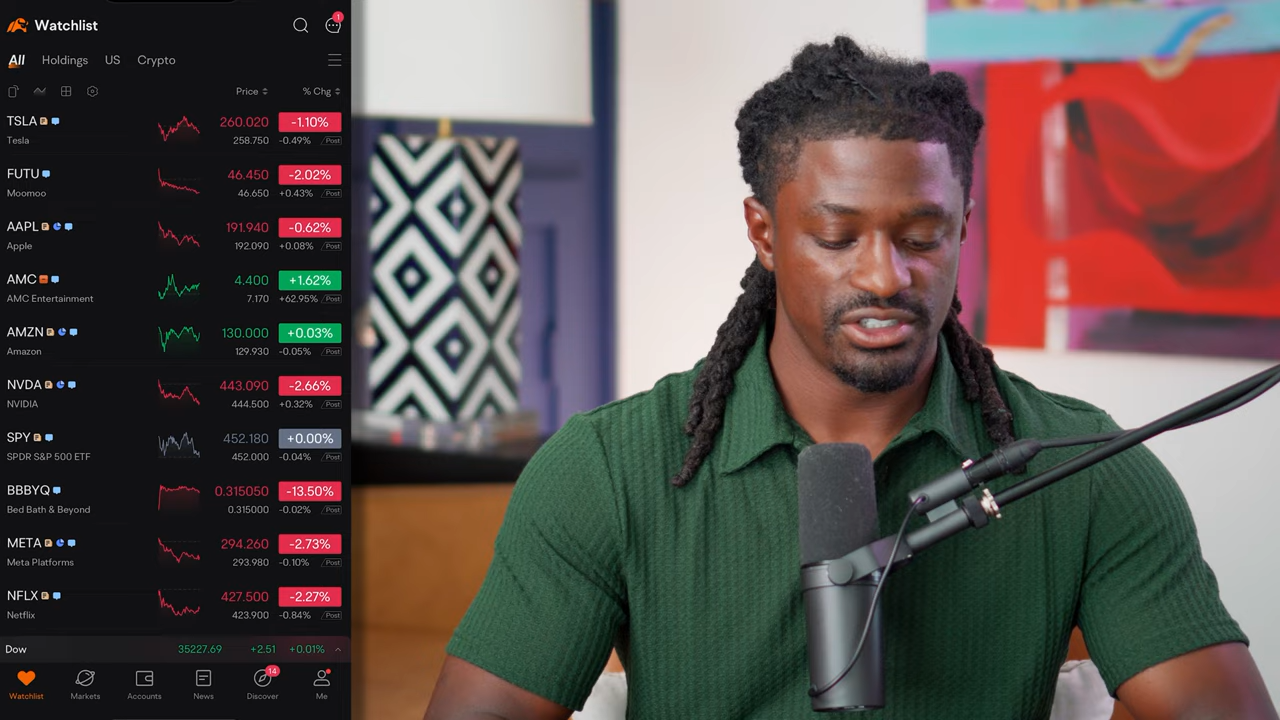 Watchlist
1
All Holdings US Crypto
Price % Chg
TSLA 260.020 -1.10%
Tesla 258.750 -0.49% Post
FUTU 46.450 -2.02%
Moomoo 46.650 +0.43% Post
AAPL 191.940 -0.62%
Apple 192.090 +0.08% Post
AMC 4.400 +1.62%
AMC Entertainment 7.170 +62.95% Post
AMZN 130.000 +0.03%
Amazon 129.930 -0.05% Post
NVDA 443.090 -2.66%
NVIDIA 444.500 +0.32% Post
SPY 452.180 +0.00%
SPDR S&P 500 ETF 452.000 -0.04% Post
BBBYQ 0.315050 -13.50%
Bed Bath & Beyond 0.315000 -0.02% Post
META 294.260 -2.73%
Meta Platforms 293.980 -0.10% Post
NFLX 427.500 -2.27%
Netflix 423.900 -0.84% Post
Dow 35227.69 +2.51 +0.01%
14
Watchlist Markets Accounts News Discover Me